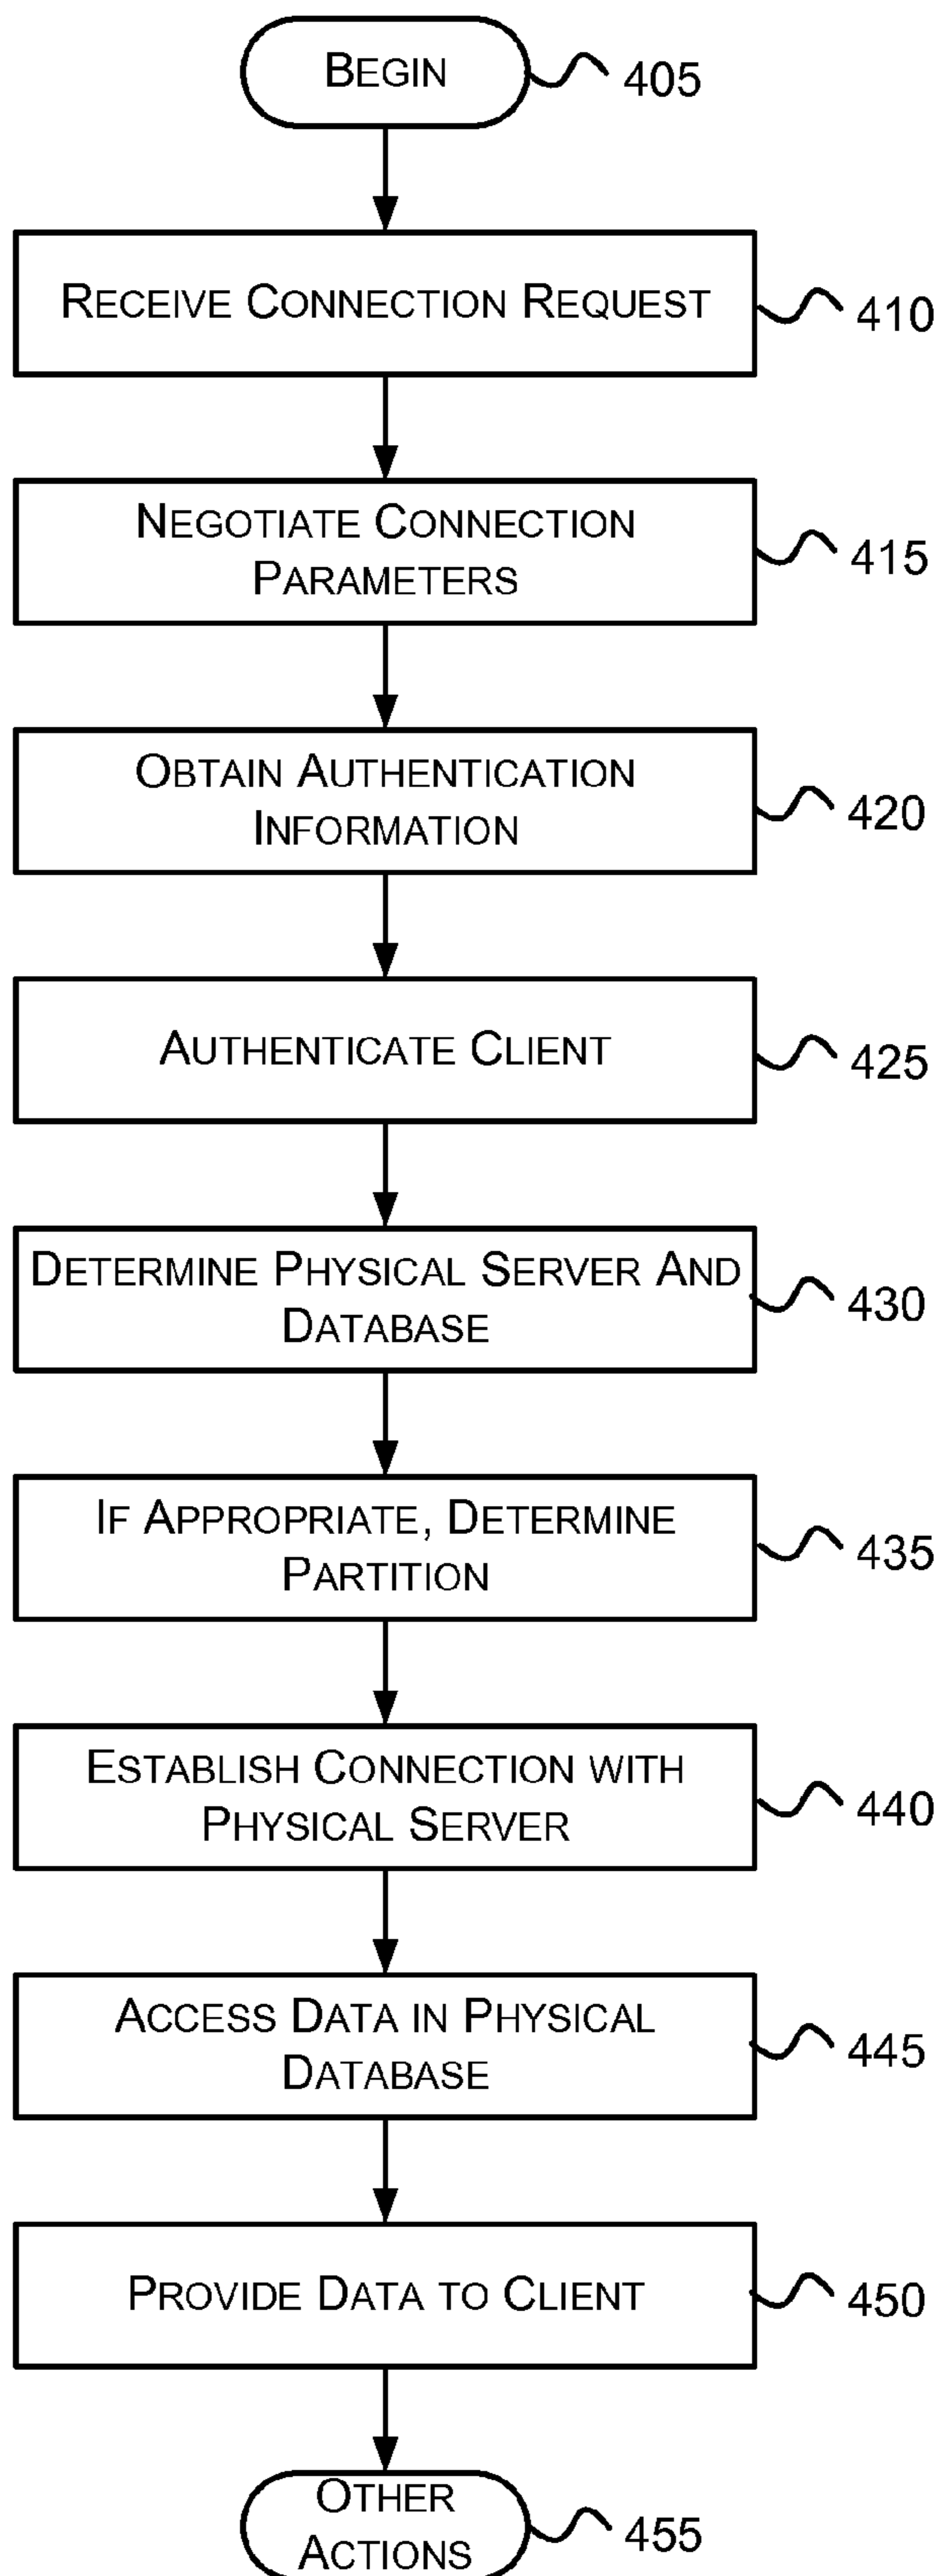 BEGIN
405
RECEIVE CONNECTION REQUEST
410
NEGOTIATE CONNECTION
PARAMETERS
415
OBTAIN AUTHENTICATION
INFORMATION
420
AUTHENTICATE CLIENT
425
DETERMINE PHYSICAL SERVER AND
DATABASE
430
IF APPROPRIATE, DETERMINE
PARTITION
435
ESTABLISH CONNECTION WITH
PHYSICAL SERVER
440
ACCESS DATA IN PHYSICAL
DATABASE
445
PROVIDE DATA TO CLIENT
450
OTHER
ACTIONS
455